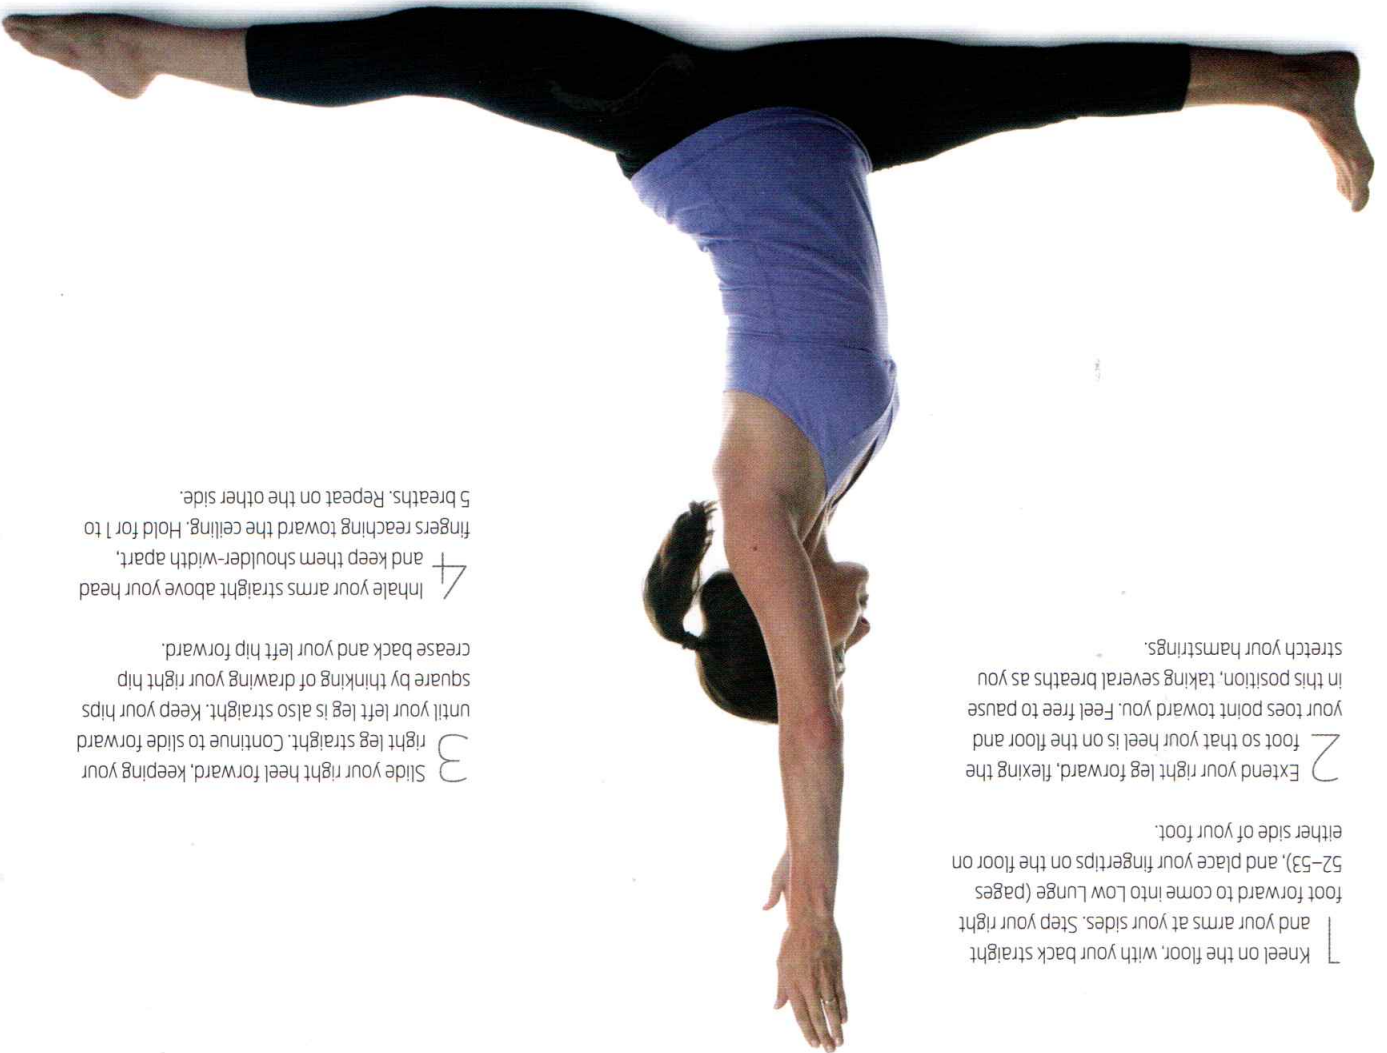 1 Kneel on the floor, with your back straight
and your arms at your sides. Step your right
foot forward to come into Low Lunge (pages
52–53), and place your fingertips on the floor on
either side of your foot.
2 Extend your right leg forward, flexing the
foot so that your heel is on the floor and
your toes point toward you. Feel free to pause
in this position, taking several breaths as you
stretch your hamstrings.
3 Slide your right heel forward, keeping your
right leg straight. Continue to slide forward
until your left leg is also straight. Keep your hips
square by thinking of drawing your right hip
crease back and your left hip forward.
4 Inhale your arms straight above your head
and keep them shoulder-width apart,
fingers reaching toward the ceiling. Hold for 1 to
5 breaths. Repeat on the other side.